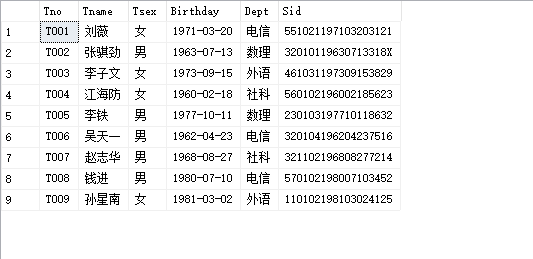 Tno Tname Tsex Birthday Dept Sid
1 T001 刘薇 女 1971-03-20 电信 551021197103203121
2 T002 张骐劲 男 1963-07-13 数理 32010119630713318X
3 T003 李子文 女 1973-09-15 外语 461031197309153829
4 T004 江海防 女 1960-02-18 社科 560102196002185623
5 T005 李铁 男 1977-10-11 数理 230103197710118632
6 T006 吴天一 男 1962-04-23 电信 320104196204237516
7 T007 赵志华 男 1968-08-27 社科 321102196808277214
8 T008 钱进 男 1980-07-10 电信 570102198007103452
9 T009 孙星南 女 1981-03-02 外语 110102198103024125